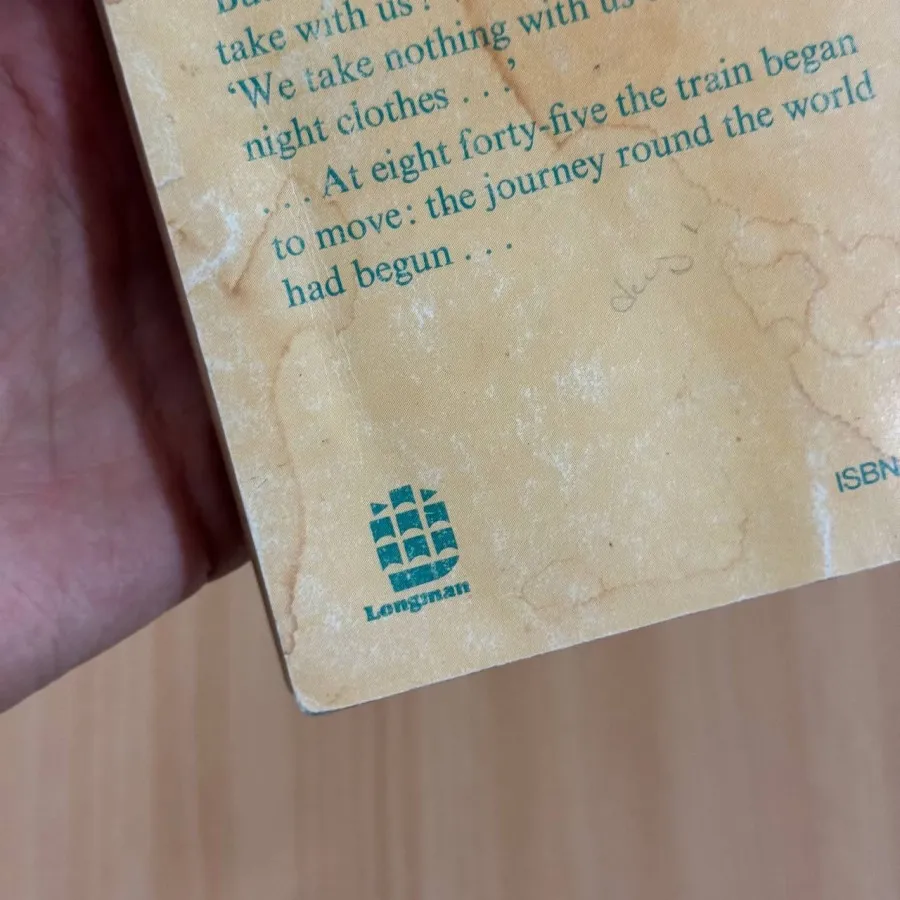 take with us?
'We take nothing with us
night clothes . . .'
. . . At eight forty-five the train began
to move: the journey round the world
had begun . . .
ISBN
Longman